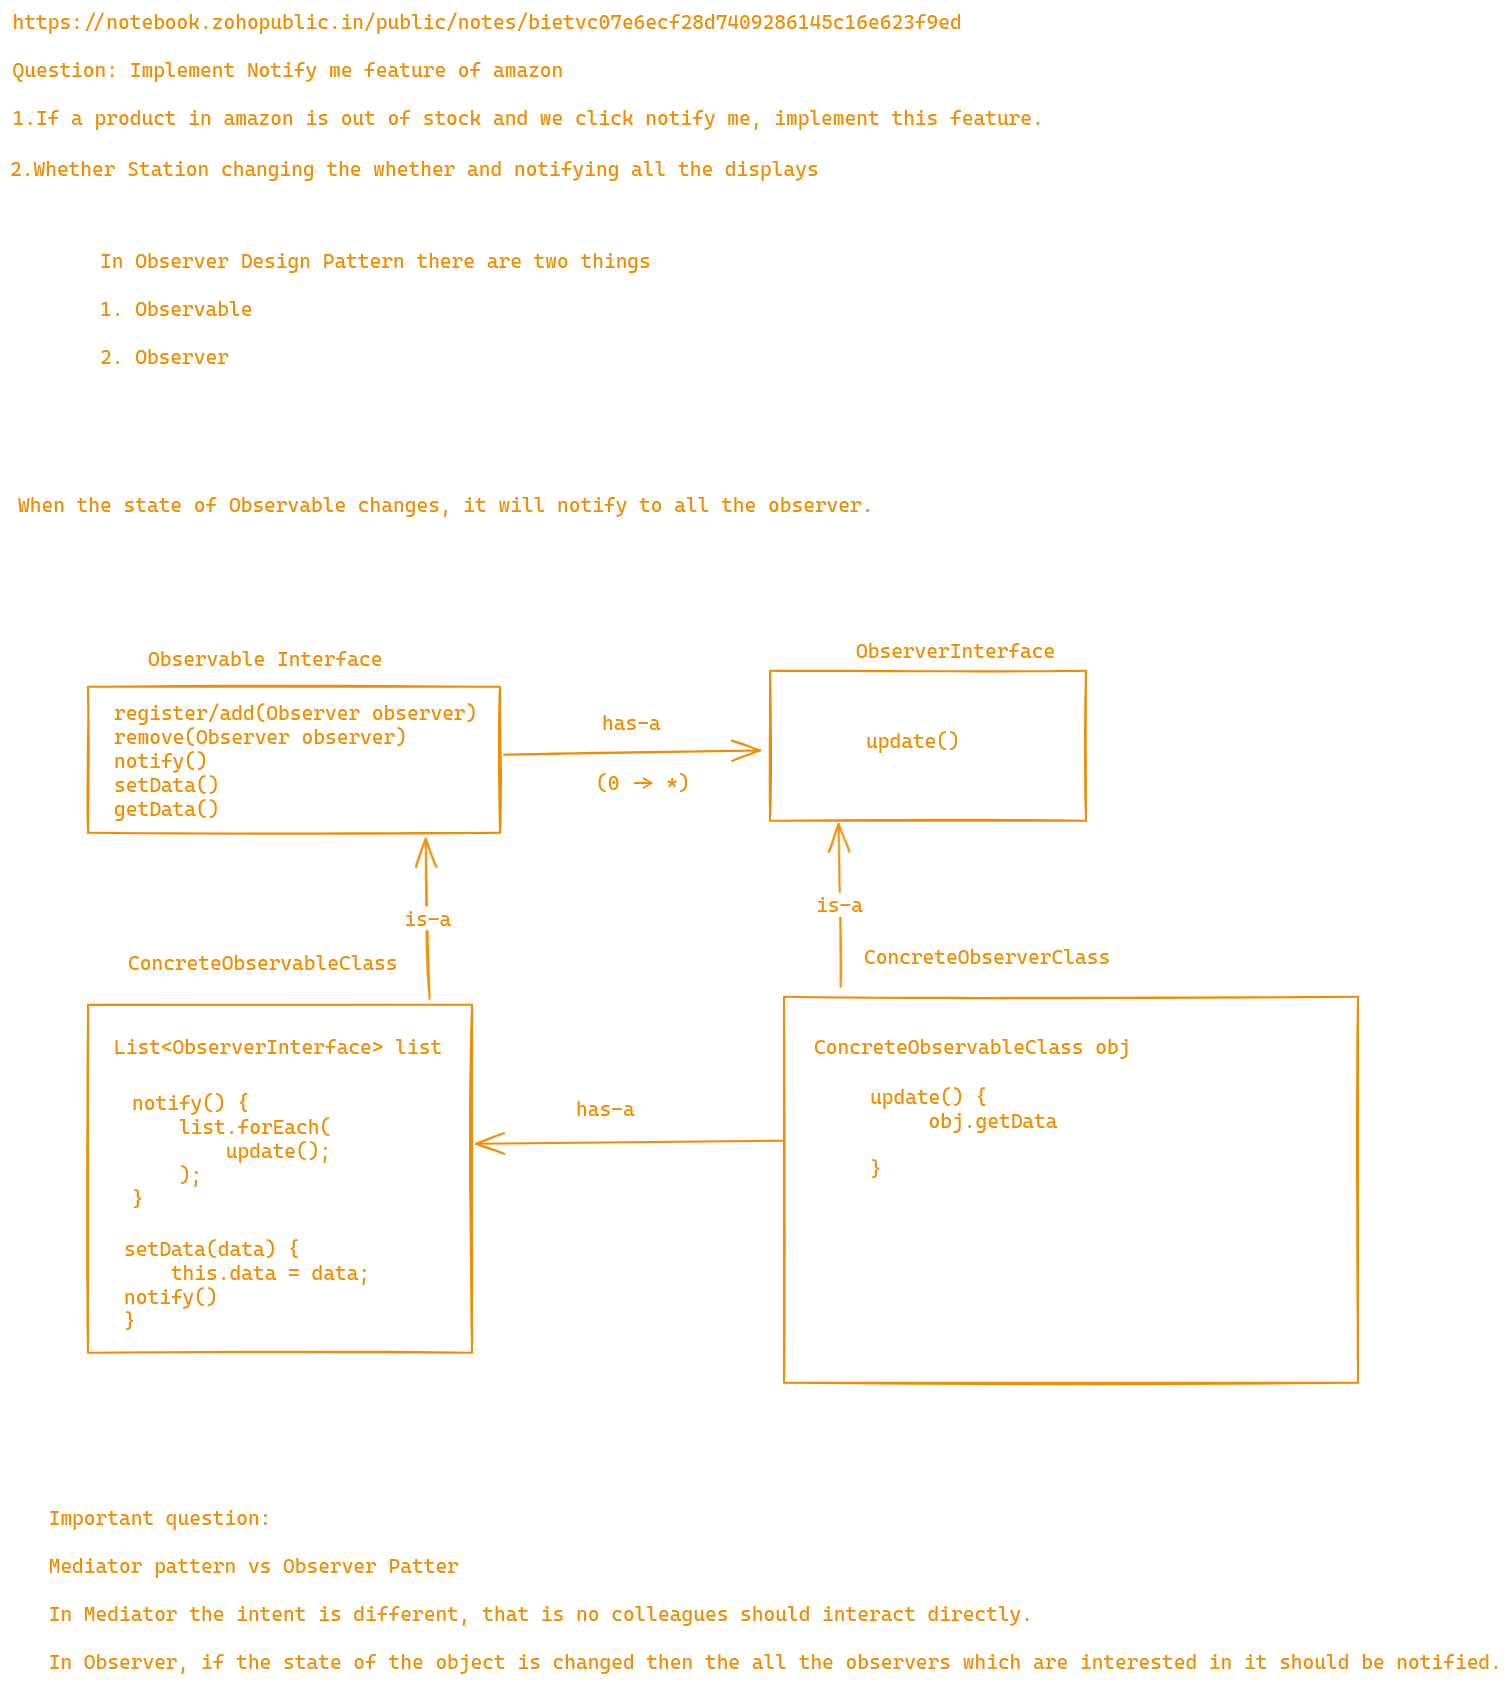 https://notebook.zohopublic.in/public/notes/bietvc07e6ecf28d7409286145c16e623f9ed
Question: Implement Notify me feature of amazon
1.If a product in amazon is out of stock and we click notify me, implement this feature.
2.Whether Station changing the whether and notifying all the displays
In Observer Design Pattern there are two things
1. Observable
2. Observer
When the state of Observable changes, it will notify to all the observer.
Observable Interface
register/add(Observer observer)
remove(Observer observer)
notify()
setData()
getData()
has-a
(0 -> *)
ObserverInterface
update()
is-a
is-a
ConcreteObservableClass
List<ObserverInterface> list
notify() {
list.forEach(
update();
);
}
setData(data) {
this.data = data;
notify()
}
has-a
ConcreteObserverClass
ConcreteObservableClass obj
update() {
obj.getData
}
Important question:
Mediator pattern vs Observer Patter
In Mediator the intent is different, that is no colleagues should interact directly.
In Observer, if the state of the object is changed then the all the observers which are interested in it should be notified.